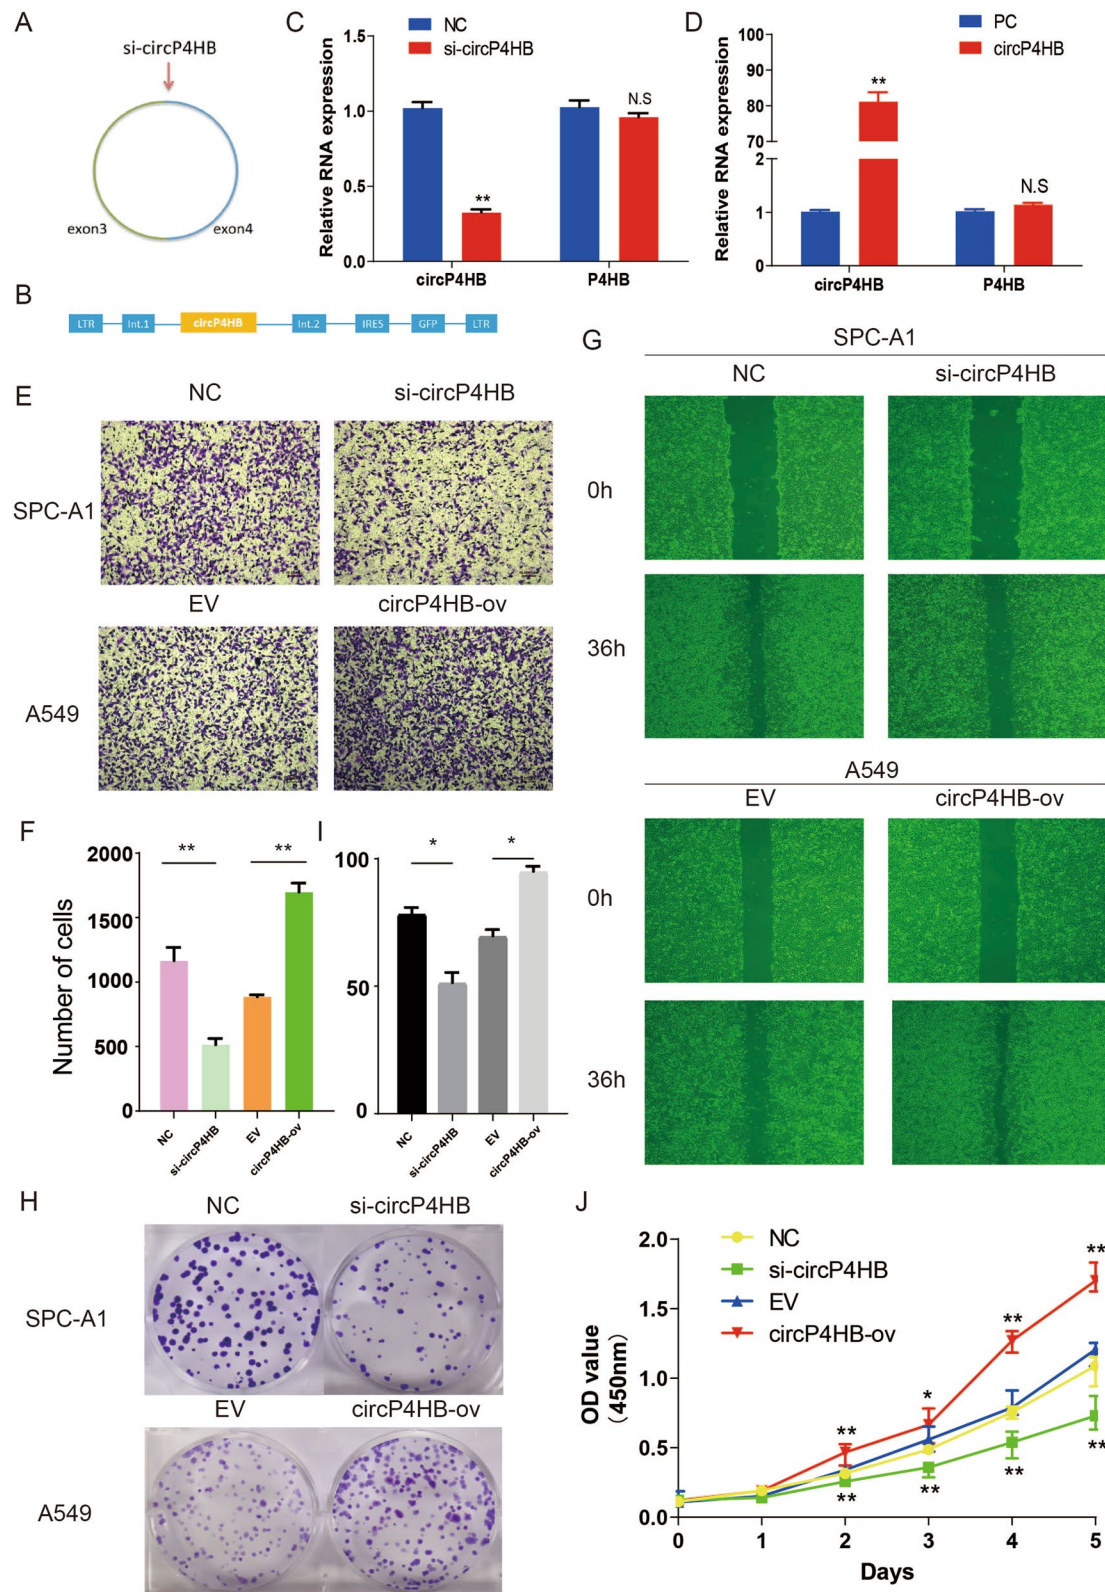 A
si-circP4HB
exon3
exon4
B
LTR
Int.1
circP4HB
Int.2
IRES
GFP
LTR
C
NC
si-circP4HB
Relative RNA expression
1.5
1.0
0.5
0.0
**
N.S
circP4HB
P4HB
D
PC
circP4HB
Relative RNA expression
100
90
80
70
2
1
0
**
N.S
circP4HB
P4HB
E
NC
si-circP4HB
SPC-A1
EV
circP4HB-ov
A549
F
Number of cells
2000
1500
1000
500
0
**
**
NC
si-circP4HB
EV
circP4HB-ov
I
100
50
0
*
*
NC
si-circP4HB
EV
circP4HB-ov
G
SPC-A1
NC
si-circP4HB
0h
36h
A549
EV
circP4HB-ov
0h
36h
H
NC
si-circP4HB
SPC-A1
EV
circP4HB-ov
A549
J
NC
si-circP4HB
EV
circP4HB-ov
OD value
(450nm)
2.0
1.5
1.0
0.5
0.0
**
*
**
**
**
**
**
**
0
1
2
3
4
5
Days